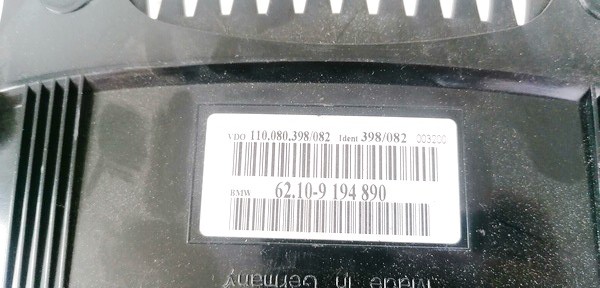 VDO 110.080.398/082 Ident 398/082 003200
BMW 62.10-9 194 890
Made in Germany